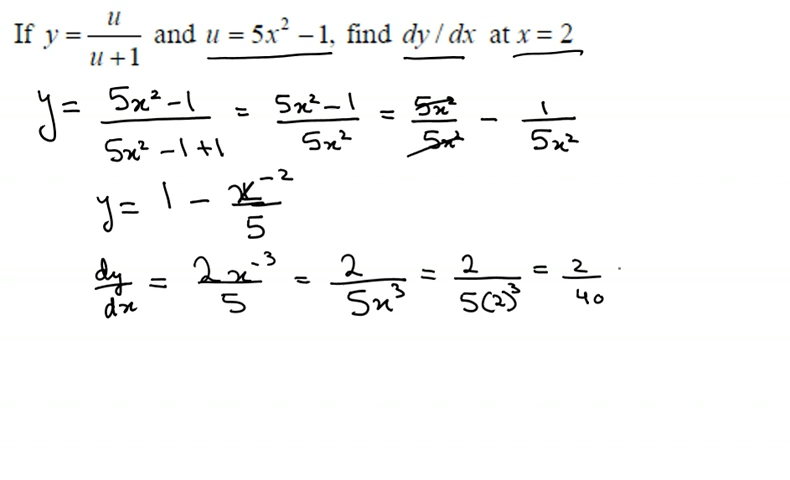 If y = u/(u+1) and u = 5x² − 1, find dy / dx at x = 2
y = (5x²−1)/(5x²−1+1) = (5x²−1)/(5x²) = 5x²/5x² − 1/(5x²)
y = 1 − x⁻²/5
dy/dx = 2x⁻³/5 = 2/(5x³) = 2/(5(2)³) = 2/40